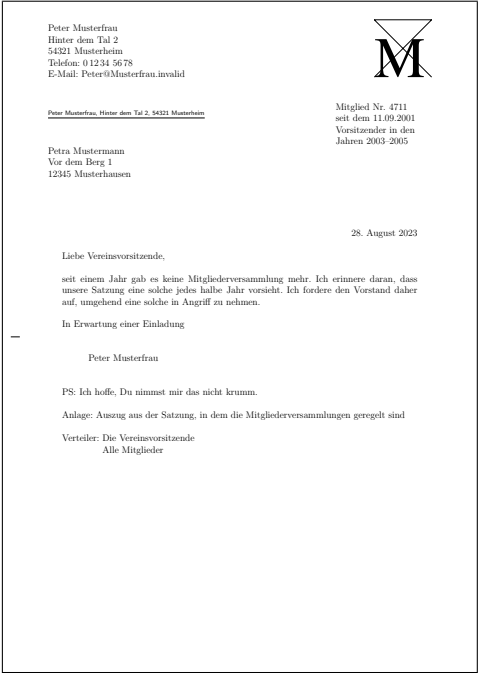 Peter Musterfrau
Hinter dem Tal 2
54321 Musterheim
Telefon: 0 12 34 56 78
E-Mail: Peter@Musterfrau.invalid
M
Peter Musterfrau, Hinter dem Tal 2, 54321 Musterheim
Mitglied Nr. 4711
seit dem 11.09.2001
Vorsitzender in den
Jahren 2003–2005
Petra Mustermann
Vor dem Berg 1
12345 Musterhausen
28. August 2023
Liebe Vereinsvorsitzende,
seit einem Jahr gab es keine Mitgliederversammlung mehr. Ich erinnere daran, dass
unsere Satzung eine solche jedes halbe Jahr vorsieht. Ich fordere den Vorstand daher
auf, umgehend eine solche in Angriff zu nehmen.
In Erwartung einer Einladung
Peter Musterfrau
PS: Ich hoffe, Du nimmst mir das nicht krumm.
Anlage: Auszug aus der Satzung, in dem die Mitgliederversammlungen geregelt sind
Verteiler: Die Vereinsvorsitzende
Alle Mitglieder